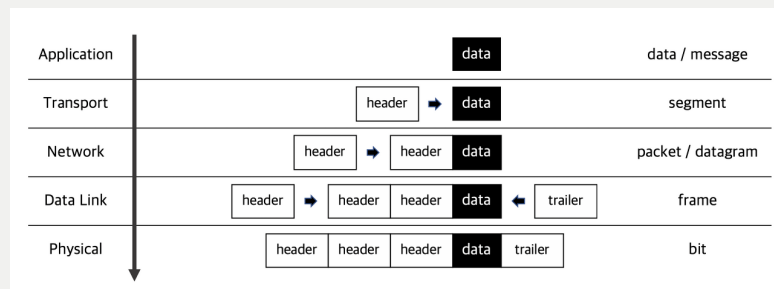 Application data data / message
Transport header data segment
Network header header data packet / datagram
Data Link header header header data trailer frame
Physical header header header data trailer bit